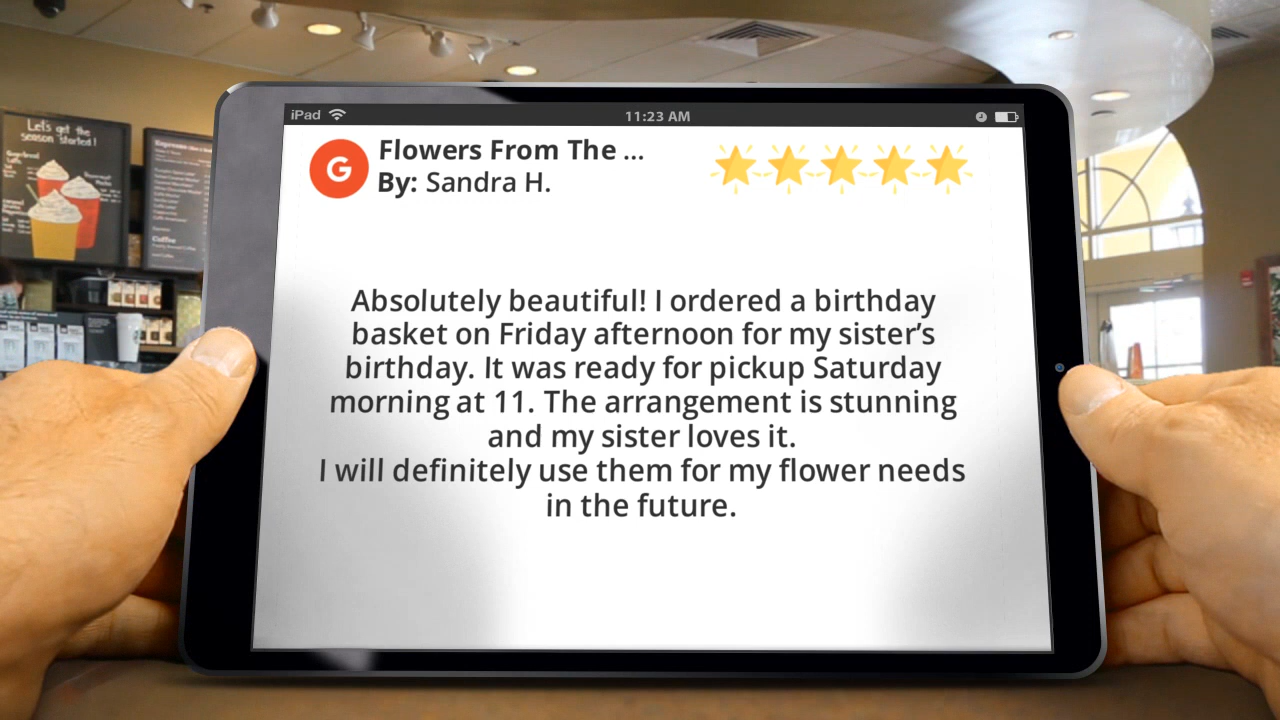 Let's get the
season started!
iPad
11:23 AM
G
Flowers From The ...
By: Sandra H.
Absolutely beautiful! I ordered a birthday
basket on Friday afternoon for my sister’s
birthday. It was ready for pickup Saturday
morning at 11. The arrangement is stunning
and my sister loves it.
I will definitely use them for my flower needs
in the future.
Coffee